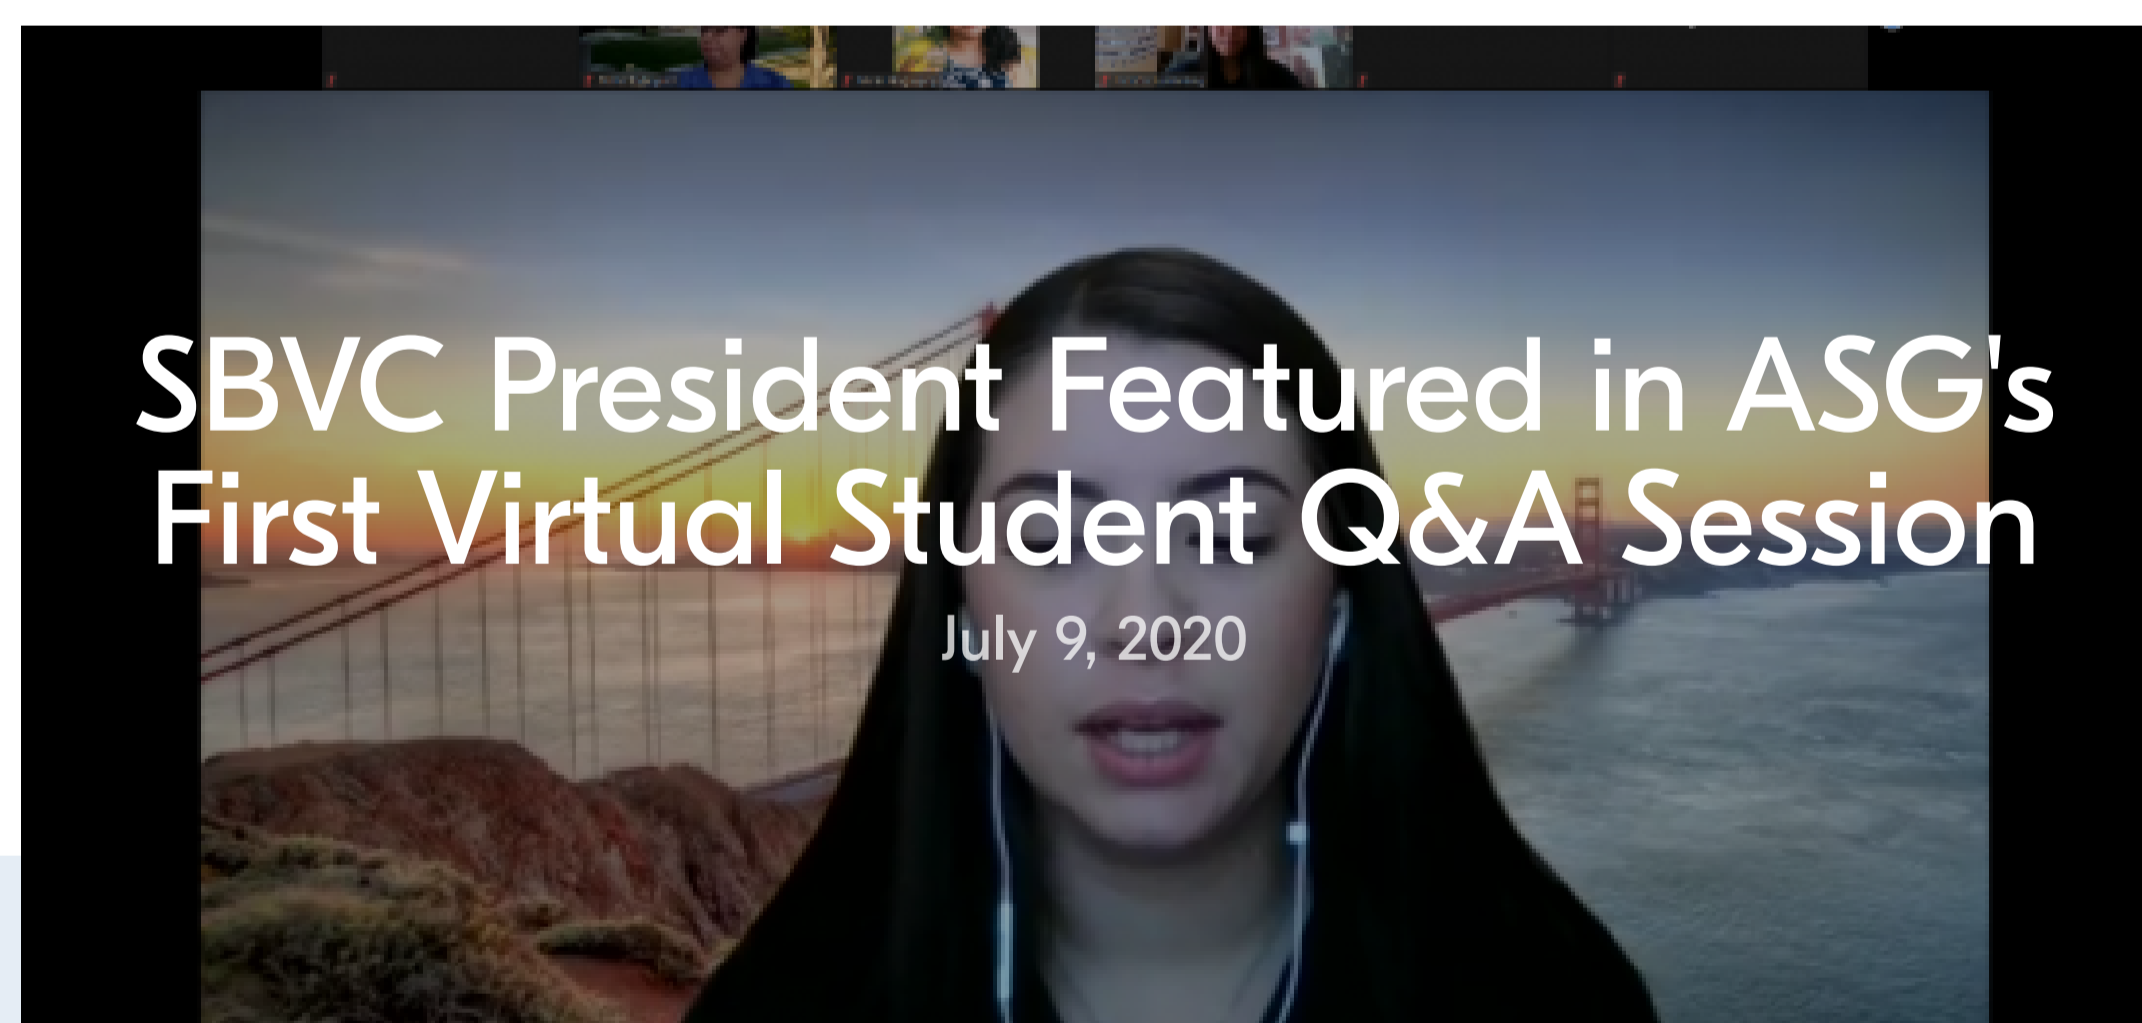 SBVC President Featured in ASG's
First Virtual Student Q&A Session
July 9, 2020